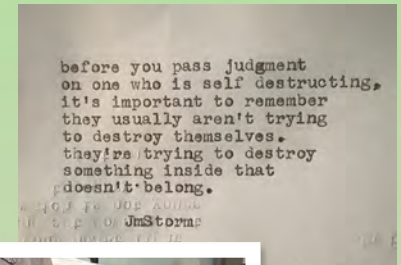 before you pass judgment
on one who is self destructing,
it's important to remember
they usually aren't trying
to destroy themselves.
they're trying to destroy
something inside that
doesn't belong.
JmStorm